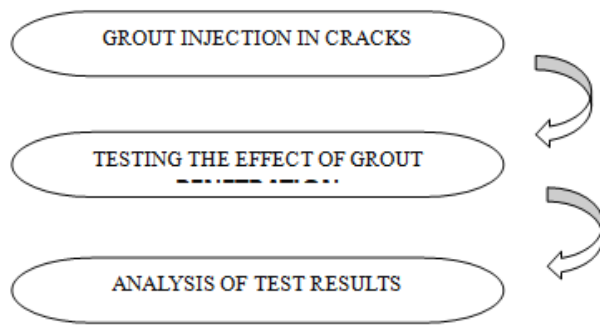 GROUT INJECTION IN CRACKS
TESTING THE EFFECT OF GROUT
ANALYSIS OF TEST RESULTS